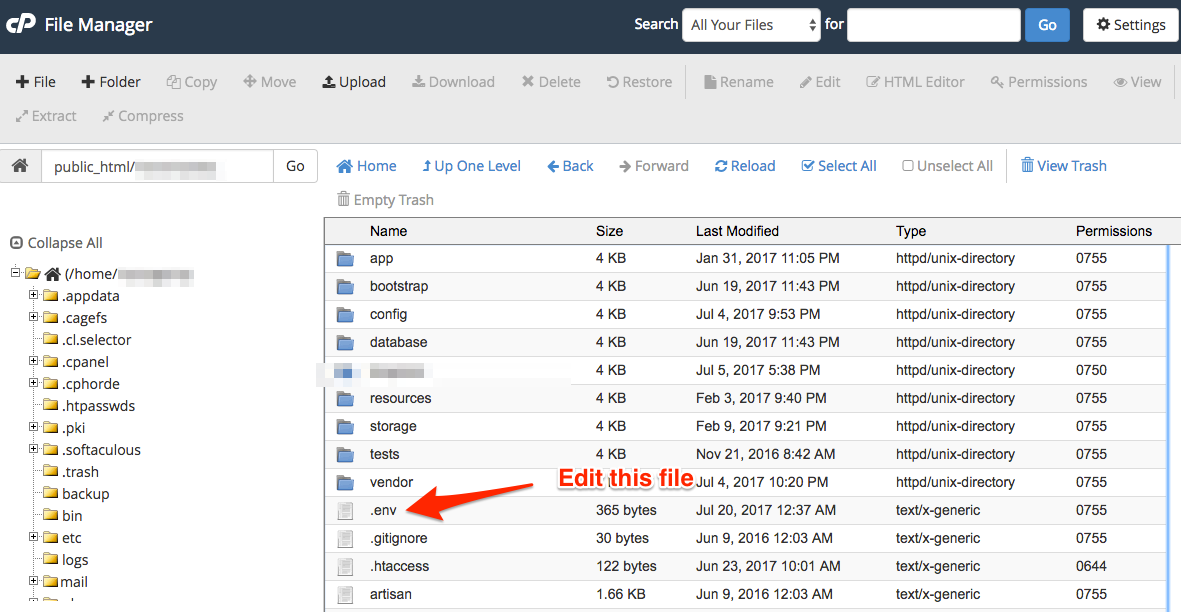 cP File Manager Search All Your Files for Go Settings
File Folder Copy Move Upload Download Delete Restore Rename Edit HTML Editor Permissions View
Extract Compress
public_html/ Go Home Up One Level Back Forward Reload Select All Unselect All View Trash
Empty Trash
Collapse All
(/home/
.appdata
.cagefs
.cl.selector
.cpanel
.cphorde
.htpasswds
.pki
.softaculous
.trash
backup
bin
etc
logs
mail
Name Size Last Modified Type Permissions
app 4 KB Jan 31, 2017 11:05 PM httpd/unix-directory 0755
bootstrap 4 KB Jun 19, 2017 11:43 PM httpd/unix-directory 0755
config 4 KB Jul 4, 2017 9:53 PM httpd/unix-directory 0755
database 4 KB Jun 19, 2017 11:43 PM httpd/unix-directory 0755
4 KB Jul 5, 2017 5:38 PM httpd/unix-directory 0750
resources 4 KB Feb 3, 2017 9:40 PM httpd/unix-directory 0755
storage 4 KB Feb 9, 2017 9:21 PM httpd/unix-directory 0755
tests 4 KB Nov 21, 2016 8:42 AM httpd/unix-directory 0755
Edit this file
vendor Jul 4, 2017 10:20 PM httpd/unix-directory 0755
.env 365 bytes Jul 20, 2017 12:37 AM text/x-generic 0755
.gitignore 30 bytes Jun 9, 2016 12:03 AM text/x-generic 0755
.htaccess 122 bytes Jun 23, 2017 10:01 AM text/x-generic 0644
artisan 1.66 KB Jun 9, 2016 12:03 AM text/x-generic 0755